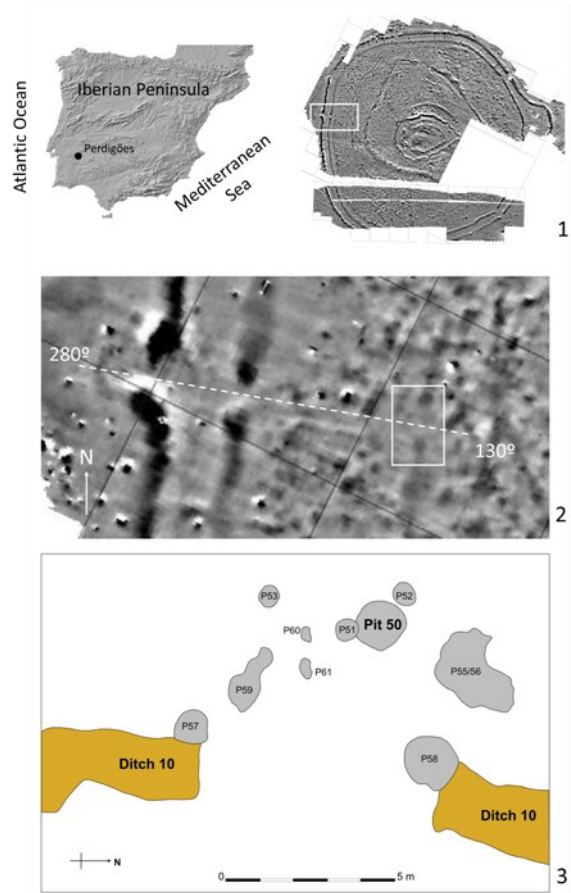 Atlantic Ocean
Iberian Peninsula
Perdigões
Mediterranean
Sea
1
280º
N
130º
2
P53
P52
P60
P51
Pit 50
P59
P61
P55/56
P57
P58
Ditch 10
Ditch 10
N
0
5 m
3